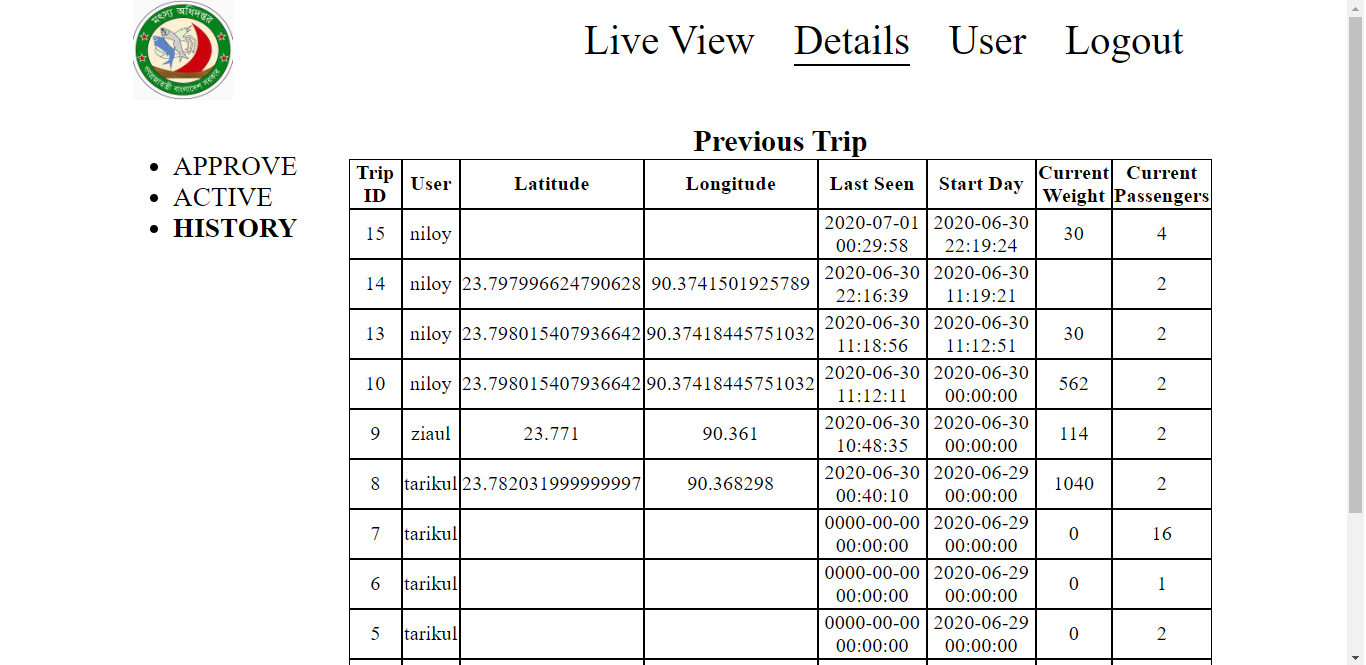 মৎস্য অধিদপ্তর
গণপ্রজাতন্ত্রী বাংলাদেশ সরকার
Live View Details User Logout
APPROVE
ACTIVE
HISTORY
Previous Trip
Trip ID User Latitude Longitude Last Seen Start Day Current Weight Current Passengers
15 niloy 2020-07-01 00:29:58 2020-06-30 22:19:24 30 4
14 niloy 23.797996624790628 90.3741501925789 2020-06-30 22:16:39 2020-06-30 11:19:21 2
13 niloy 23.798015407936642 90.37418445751032 2020-06-30 11:18:56 2020-06-30 11:12:51 30 2
10 niloy 23.798015407936642 90.37418445751032 2020-06-30 11:12:11 2020-06-30 00:00:00 562 2
9 ziaul 23.771 90.361 2020-06-30 10:48:35 2020-06-30 00:00:00 114 2
8 tarikul 23.782031999999997 90.368298 2020-06-30 00:40:10 2020-06-29 00:00:00 1040 2
7 tarikul 0000-00-00 00:00:00 2020-06-29 00:00:00 0 16
6 tarikul 0000-00-00 00:00:00 2020-06-29 00:00:00 0 1
5 tarikul 0000-00-00 00:00:00 2020-06-29 00:00:00 0 2